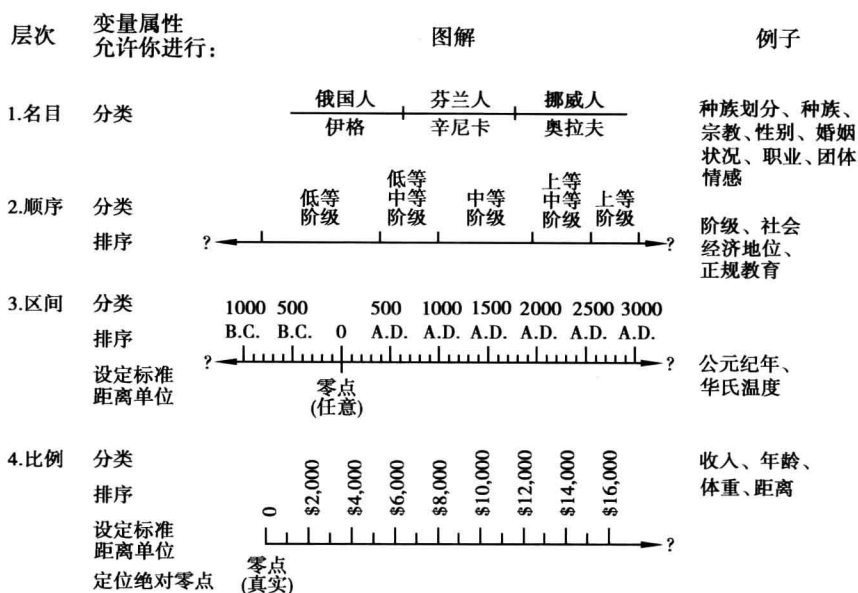 层次 变量属性 图解 例子
允许你进行：
1.名目 分类 俄国人 芬兰人 挪威人
伊格 辛尼卡 奥拉夫
种族划分、种族、
宗教、性别、婚姻
状况、职业、团体
情感
2.顺序 分类
排序
低等
阶级
低等
中等
阶级
中等
阶级
上等
中等
阶级
上等
阶级
? ?
阶级、社会
经济地位、
正规教育
3.区间 分类
排序
设定标准
距离单位
1000 500 500 1000 1500 2000 2500 3000
B.C. B.C. 0 A.D. A.D. A.D. A.D. A.D. A.D.
? ?
零点
(任意)
公元纪年、
华氏温度
4.比例 分类
排序
设定标准
距离单位
定位绝对零点
0 $2,000 $4,000 $6,000 $8,000 $10,000 $12,000 $14,000 $16,000
?
零点
(真实)
收入、年龄、
体重、距离